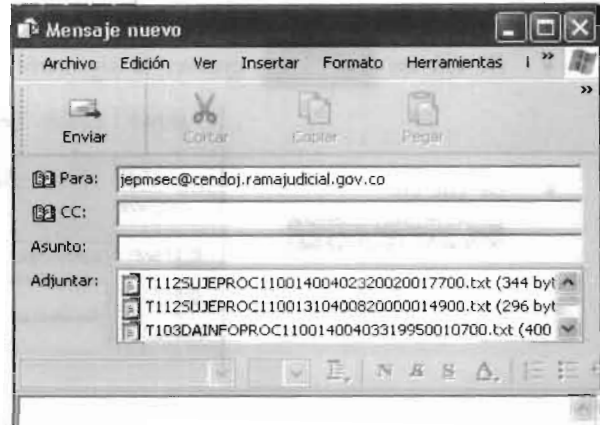 Mensaje nuevo
Archivo Edición Ver Insertar Formato Herramientas »
»
Enviar Cortar Copiar Pegar
Para: jepmsec@cendoj.ramajudicial.gov.co
CC:
Asunto:
Adjuntar: T112SUJEPROC11001400402320020017700.txt (344 byt
T112SUJEPROC11001310400820000014900.txt (296 byt
T103DAINFOPROC11001400403319950010700.txt (400
N K S A